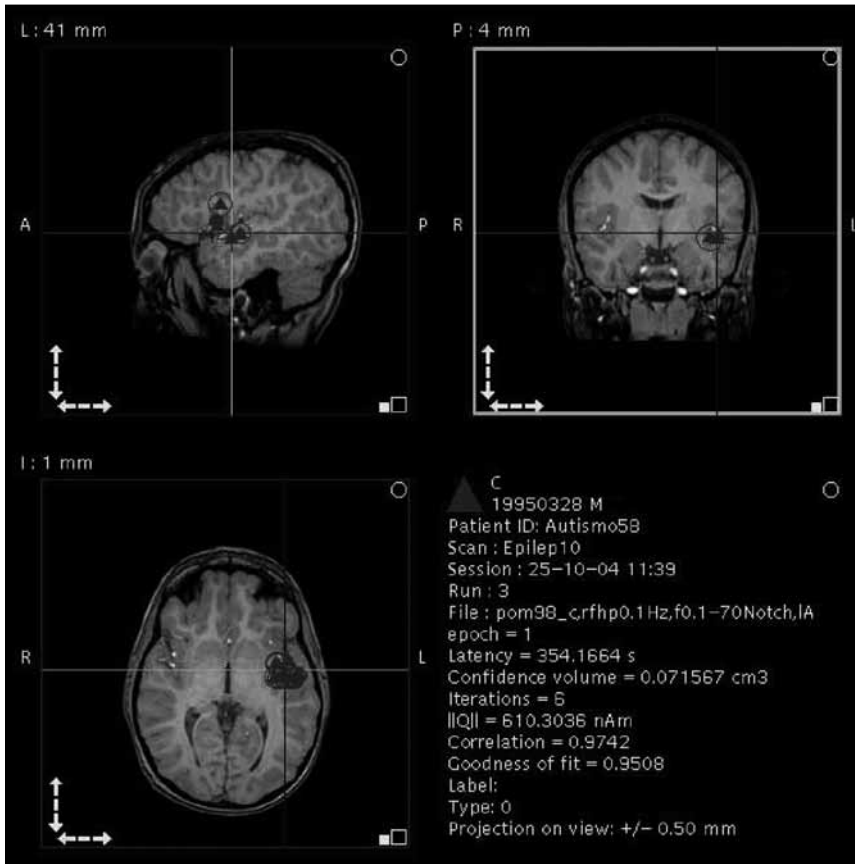 L: 41 mm
P: 4 mm
A
P
R
L
I: 1 mm
R
L
C
19950328 M
Patient ID: Autismo58
Scan : Epilep10
Session : 25-10-04 11:39
Run : 3
File : pom98_c,rfhp0.1Hz,f0.1-70Notch,lA
epoch = 1
Latency = 354.1664 s
Confidence volume = 0.071567 cm3
Iterations = 6
||Q|| = 610.3036 nAm
Correlation = 0.9742
Goodness of fit = 0.9508
Label:
Type: 0
Projection on view: +/- 0.50 mm